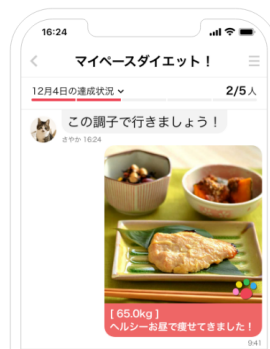 16:24
マイペースダイエット！
12月4日の達成状況
2/5人
この調子で行きましょう！
さやか 16:24
[ 65.0kg ]
ヘルシーお昼で痩せてきました！
9:41